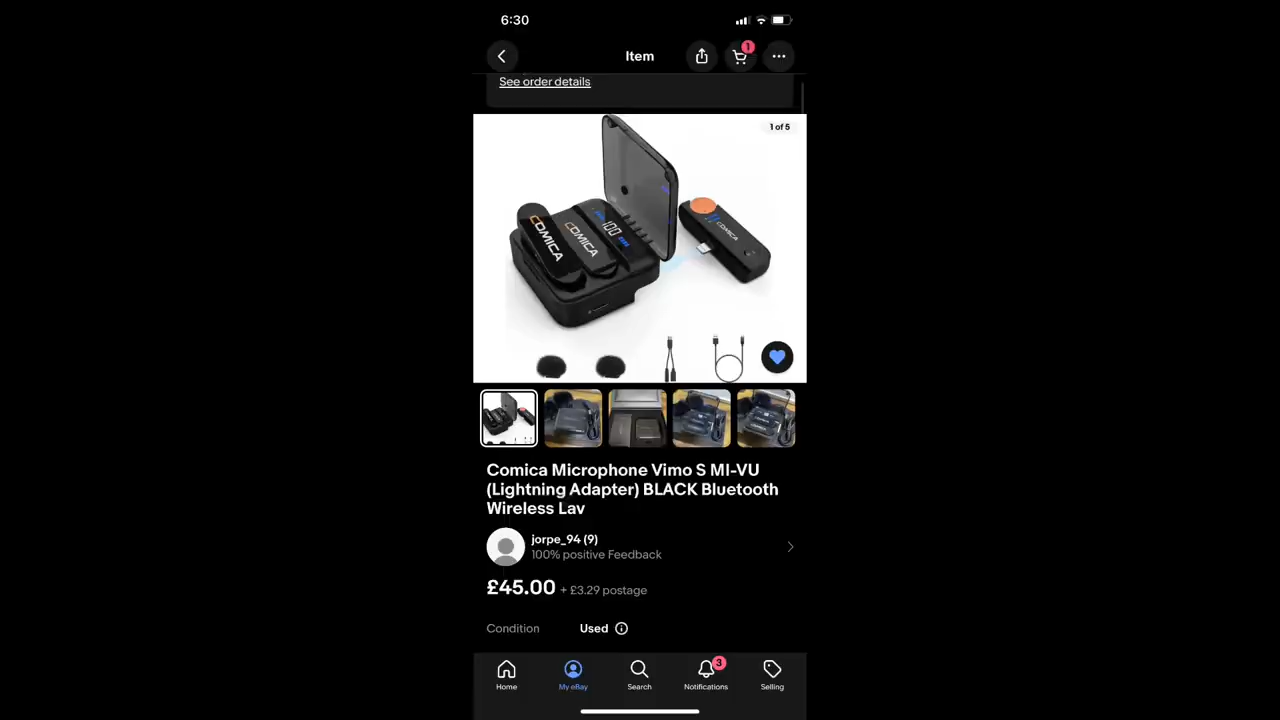 6:30
Item
1
See order details
1 of 5
COMICA
COMICA
100
COMICA
Comica Microphone Vimo S MI-VU
(Lightning Adapter) BLACK Bluetooth
Wireless Lav
jorpe_94 (9)
100% positive Feedback
£45.00 + £3.29 postage
Condition Used
3
Home My eBay Search Notifications Selling